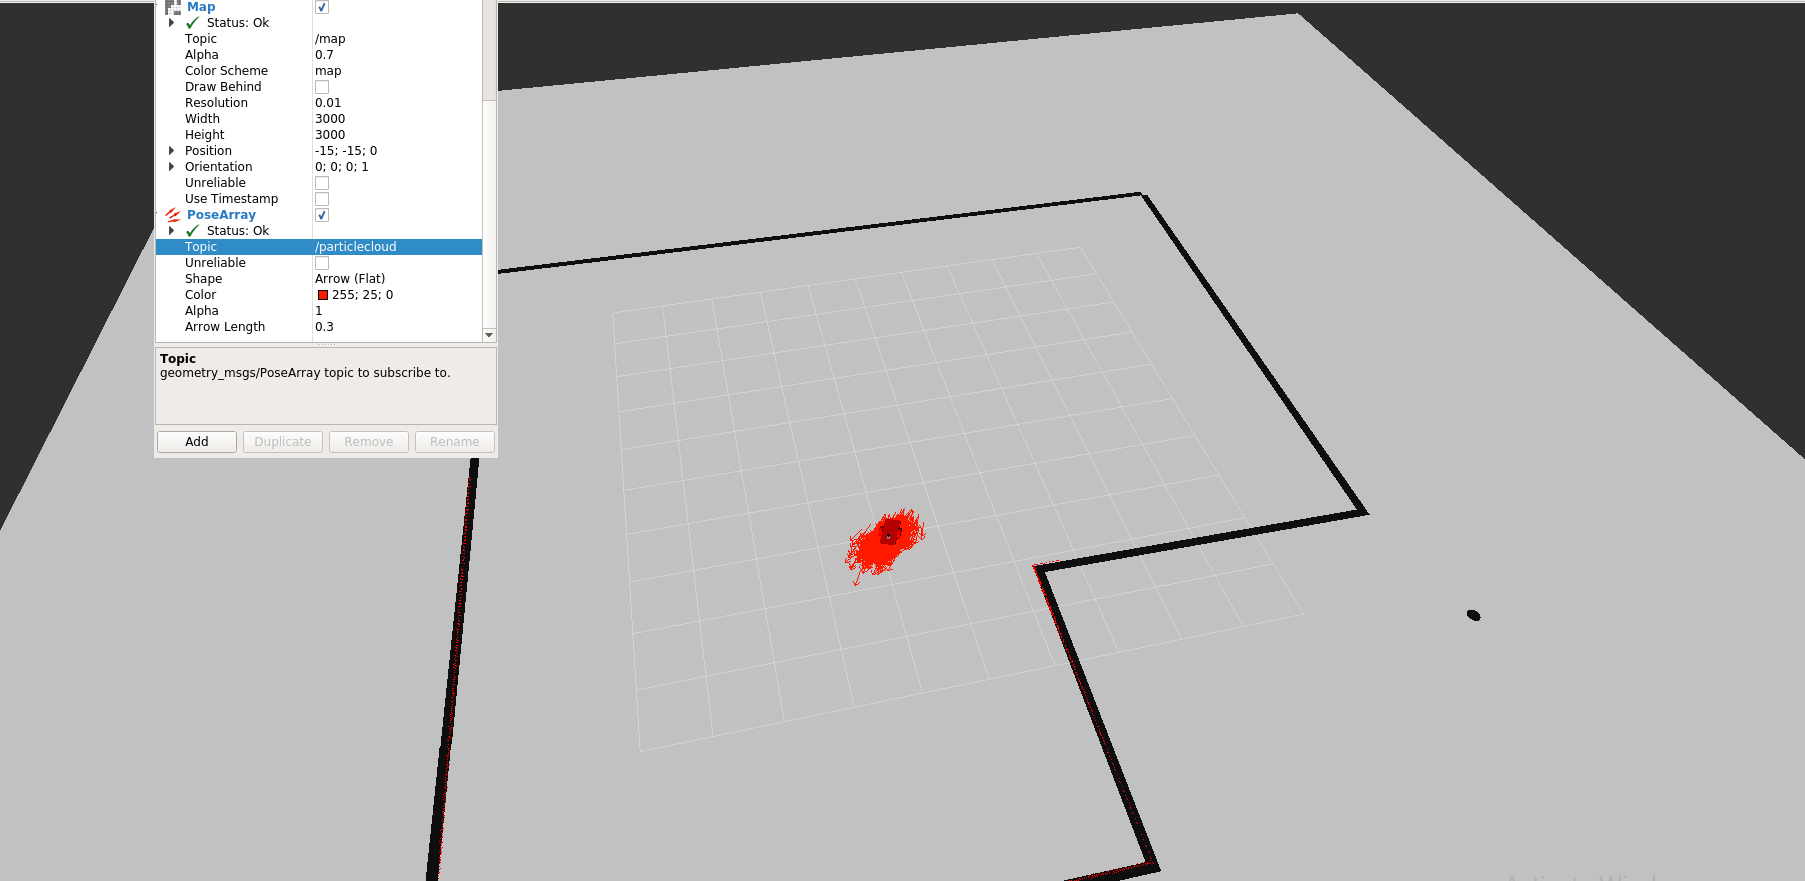 Map
Status: Ok
Topic /map
Alpha 0.7
Color Scheme map
Draw Behind
Resolution 0.01
Width 3000
Height 3000
Position -15; -15; 0
Orientation 0; 0; 0; 1
Unreliable
Use Timestamp
PoseArray
Status: Ok
Topic /particlecloud
Unreliable
Shape Arrow (Flat)
Color 255; 25; 0
Alpha 1
Arrow Length 0.3
Topic
geometry_msgs/PoseArray topic to subscribe to.
Add Duplicate Remove Rename